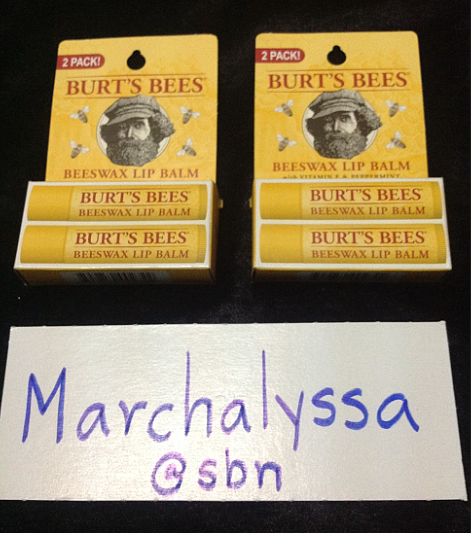 2 PACK!
BURT'S BEES
BEESWAX LIP BALM
BURT'S BEES
BEESWAX LIP BALM
BURT'S BEES
BEESWAX LIP BALM
2 PACK!
BURT'S BEES
BEESWAX LIP BALM
with VITAMIN E & PEPPERMINT
BURT'S BEES
BEESWAX LIP BALM
BURT'S BEES
BEESWAX LIP BALM
Marchalyssa
@sbn